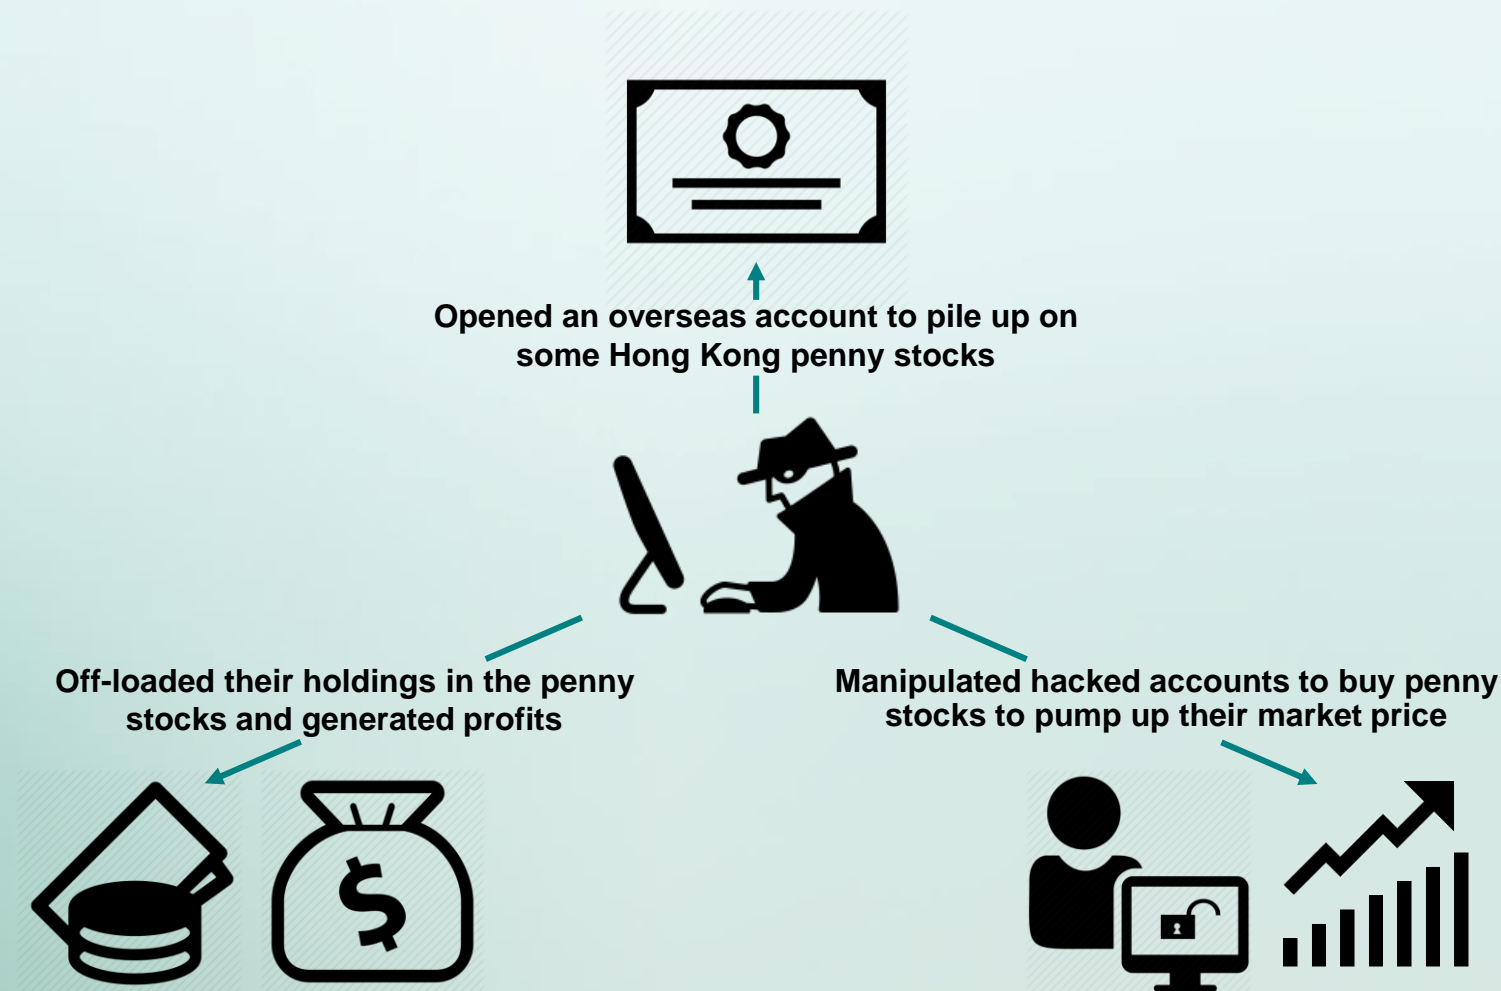 Opened an overseas account to pile up on
some Hong Kong penny stocks
Off-loaded their holdings in the penny
stocks and generated profits
Manipulated hacked accounts to buy penny
stocks to pump up their market price
$